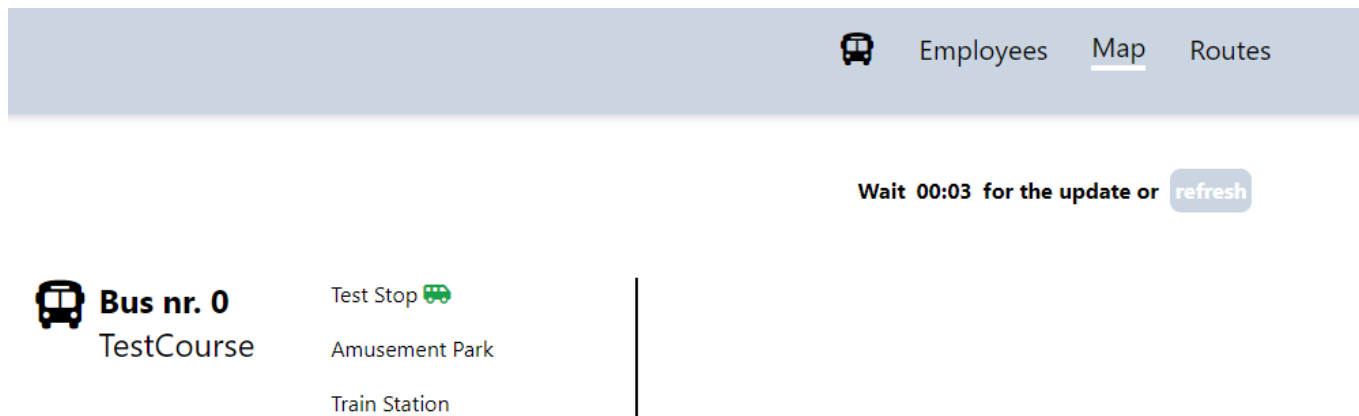 Employees Map Routes
Wait 00:03 for the update or refresh
Bus nr. 0
TestCourse
Test Stop
Amusement Park
Train Station